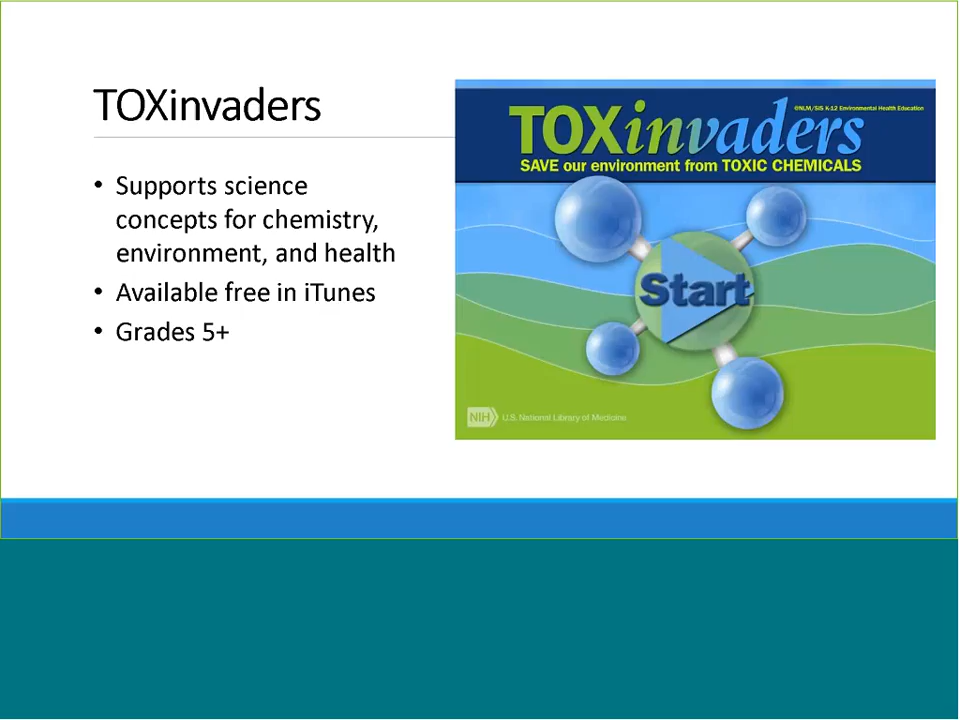 TOXinvaders
• Supports science
concepts for chemistry,
environment, and health
• Available free in iTunes
• Grades 5+
©NLM/SIS K-12 Environmental Health Education
TOXinvaders
SAVE our environment from TOXIC CHEMICALS
Start
NIH U.S. National Library of Medicine